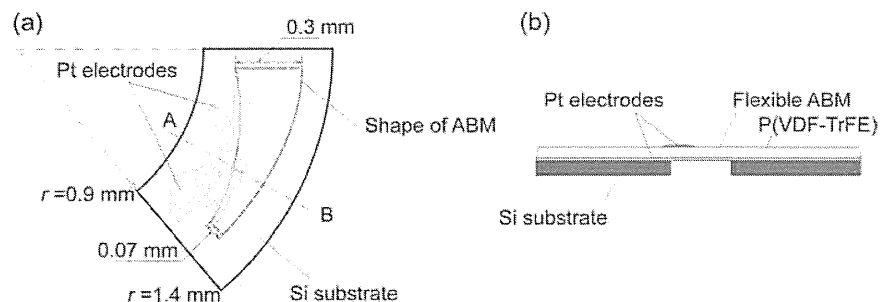 (a)
0.3 mm
Pt electrodes
A
Shape of ABM
r =0.9 mm
B
0.07 mm
r =1.4 mm
Si substrate
(b)
Pt electrodes
Flexible ABM
P(VDF-TrFE)
Si substrate